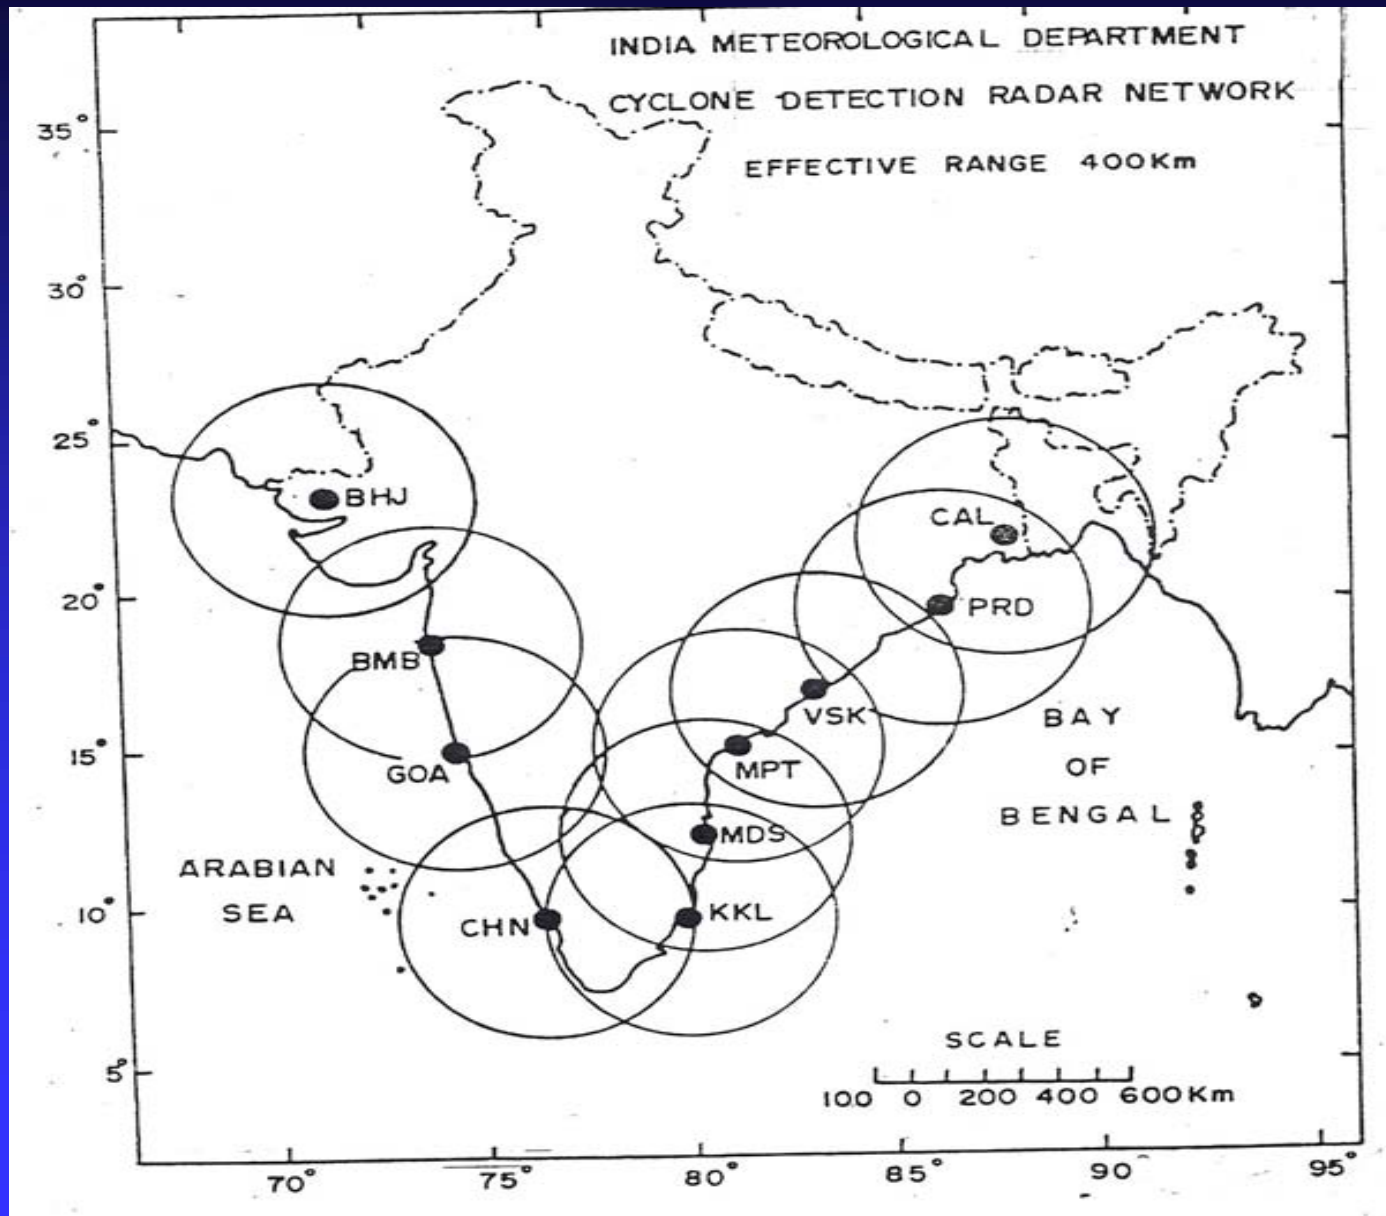 INDIA METEOROLOGICAL DEPARTMENT
CYCLONE DETECTION RADAR NETWORK
EFFECTIVE RANGE 400Km
35°
30°
25°
20°
15°
10°
5°
BHJ
CAL
PRD
BMB
VSK
BAY
OF
BENGAL
GOA
MPT
MDS
ARABIAN
SEA
CHN
KKL
SCALE
100 0 200 400 600Km
70° 75° 80° 85° 90° 95°